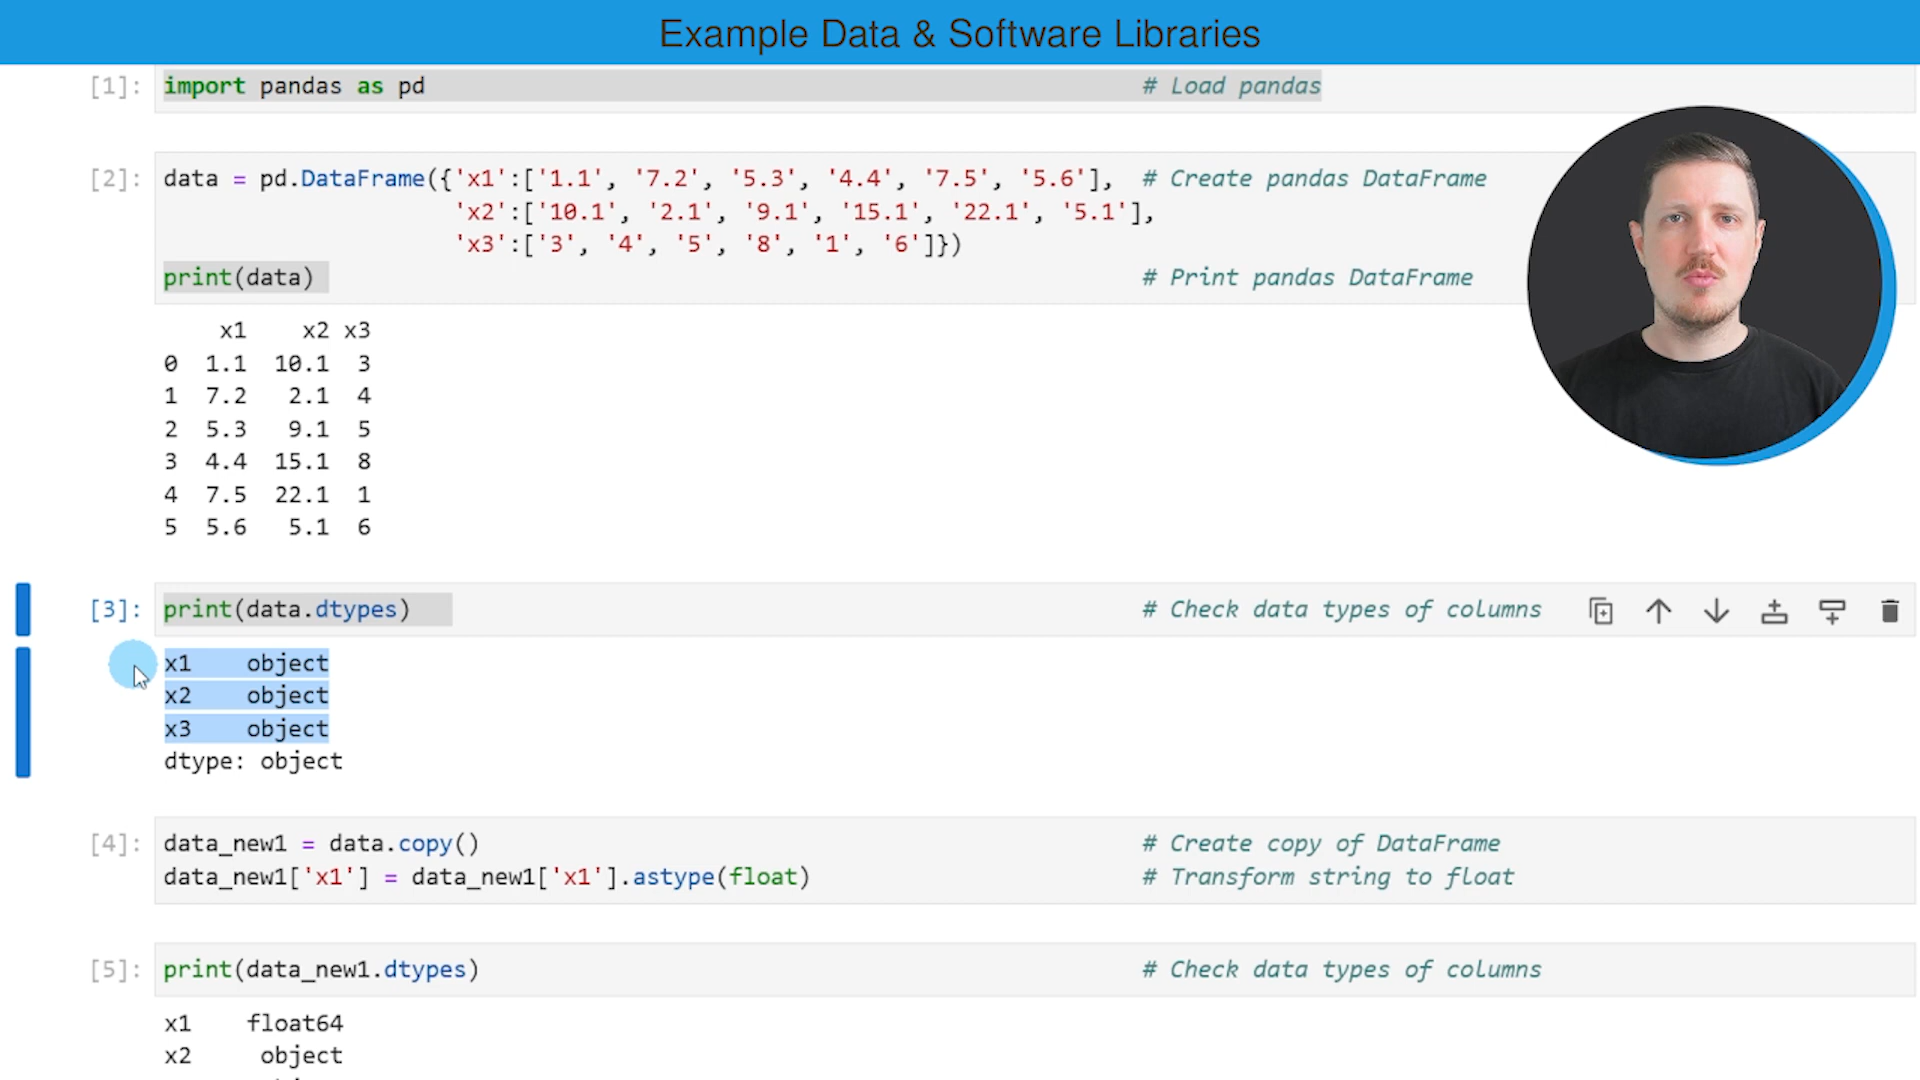 Example Data & Software Libraries
[1]: import pandas as pd # Load pandas
[2]: data = pd.DataFrame({'x1':['1.1', '7.2', '5.3', '4.4', '7.5', '5.6'], # Create pandas DataFrame
'x2':['10.1', '2.1', '9.1', '15.1', '22.1', '5.1'],
'x3':['3', '4', '5', '8', '1', '6']})
print(data) # Print pandas DataFrame
x1 x2 x3
0 1.1 10.1 3
1 7.2 2.1 4
2 5.3 9.1 5
3 4.4 15.1 8
4 7.5 22.1 1
5 5.6 5.1 6
[3]: print(data.dtypes) # Check data types of columns
x1 object
x2 object
x3 object
dtype: object
[4]: data_new1 = data.copy() # Create copy of DataFrame
data_new1['x1'] = data_new1['x1'].astype(float) # Transform string to float
[5]: print(data_new1.dtypes) # Check data types of columns
x1 float64
x2 object